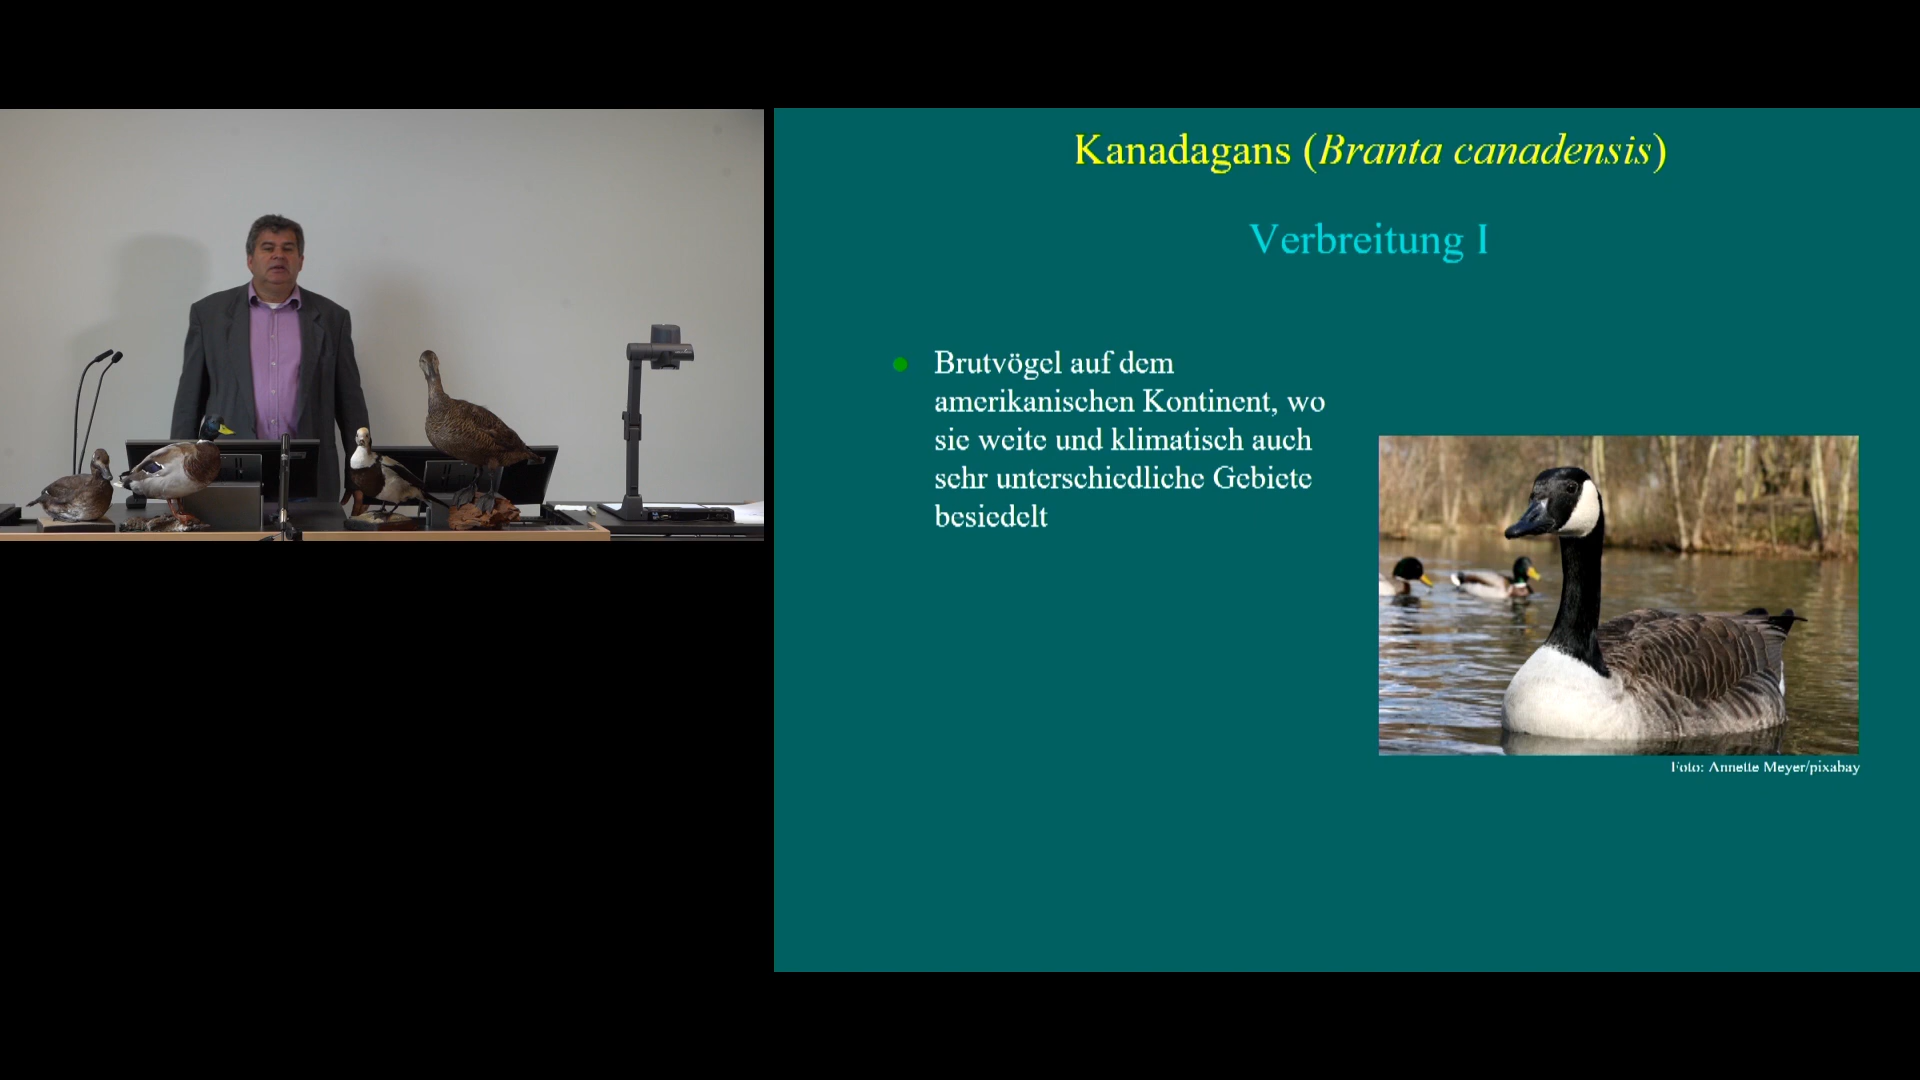 Kanadagans (Branta canadensis)
Verbreitung I
Brutvögel auf dem
amerikanischen Kontinent, wo
sie weite und klimatisch auch
sehr unterschiedliche Gebiete
besiedelt
Foto: Annette Meyer/pixabay